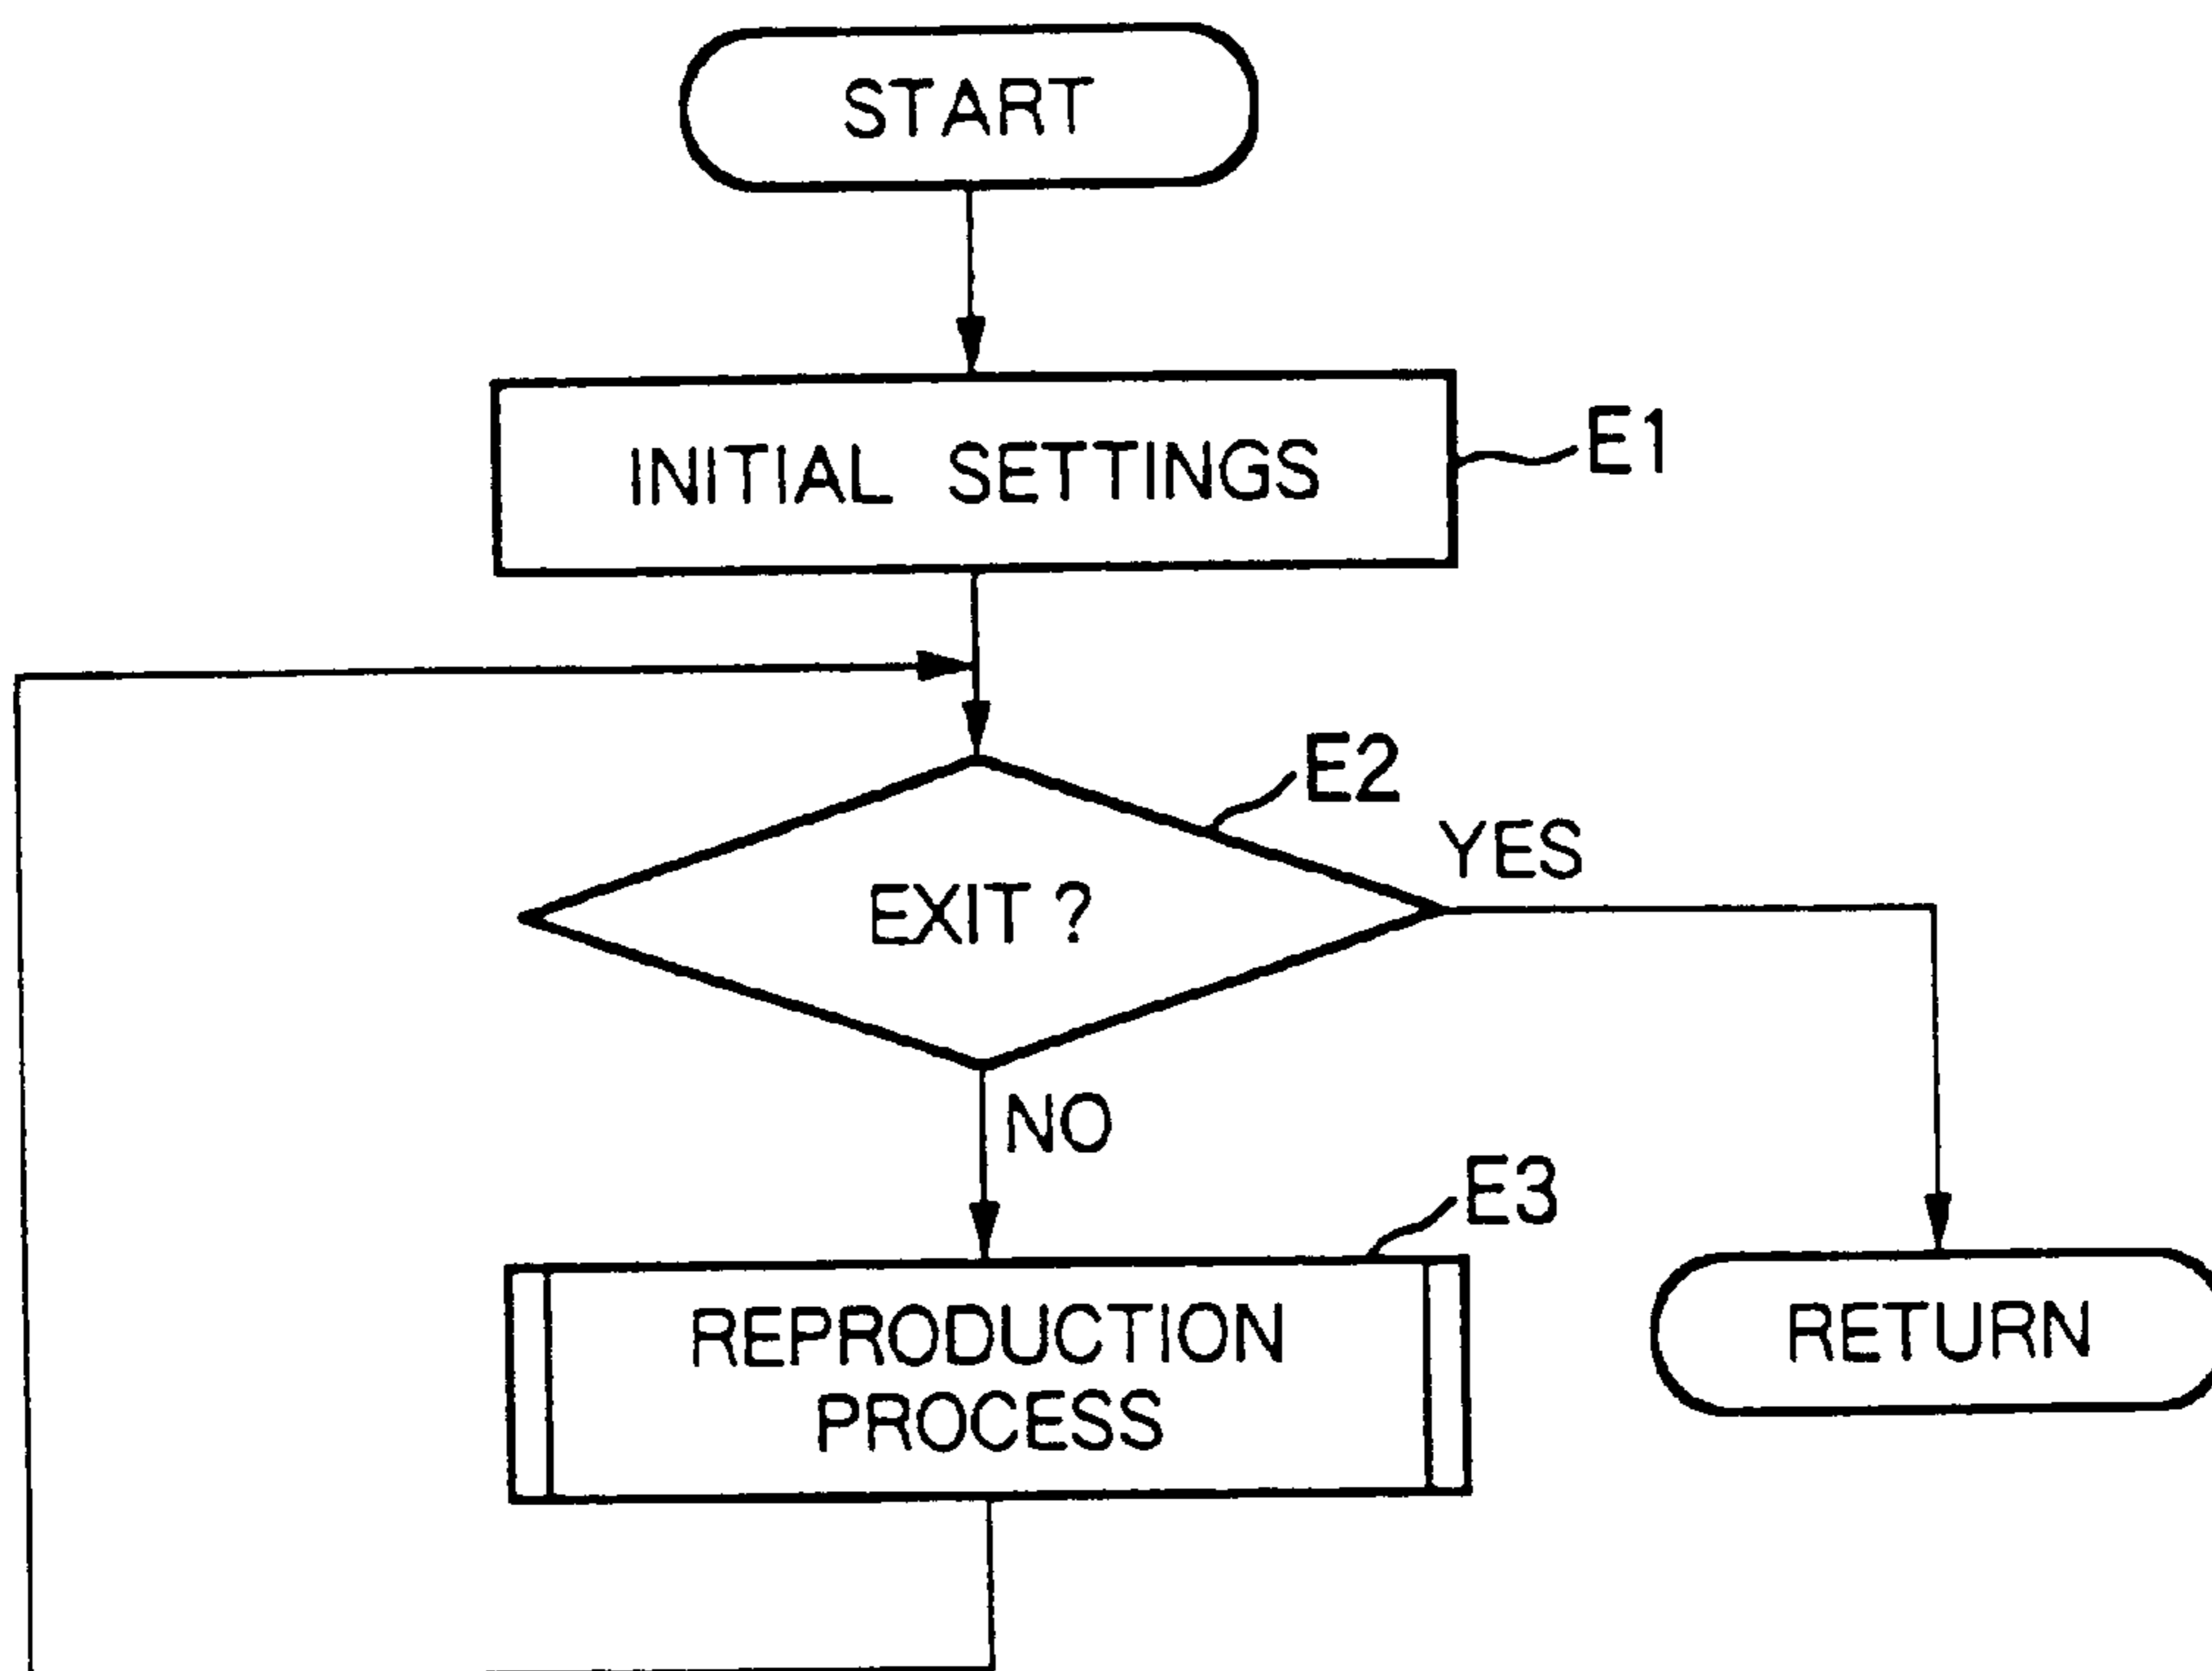 START
INITIAL SETTINGS
E1
E2
YES
EXIT ?
NO
E3
REPRODUCTION
PROCESS
RETURN